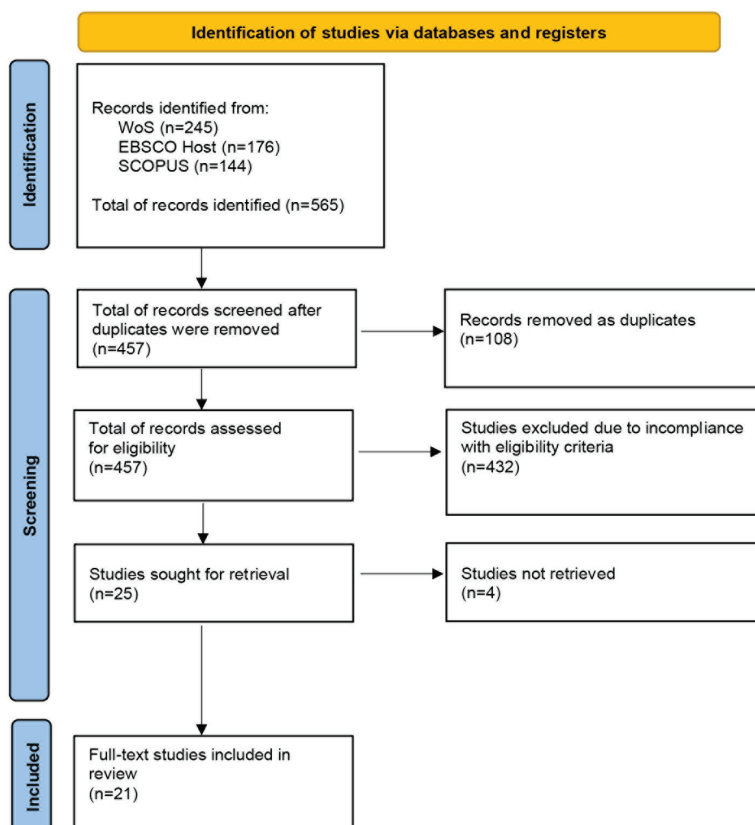 Identification of studies via databases and registers
Identification
Records identified from:
WoS (n=245)
EBSCO Host (n=176)
SCOPUS (n=144)
Total of records identified (n=565)
Screening
Total of records screened after
duplicates were removed
(n=457)
Records removed as duplicates
(n=108)
Total of records assessed
for eligibility
(n=457)
Studies excluded due to incompliance
with eligibility criteria
(n=432)
Studies sought for retrieval
(n=25)
Studies not retrieved
(n=4)
Included
Full-text studies included in
review
(n=21)